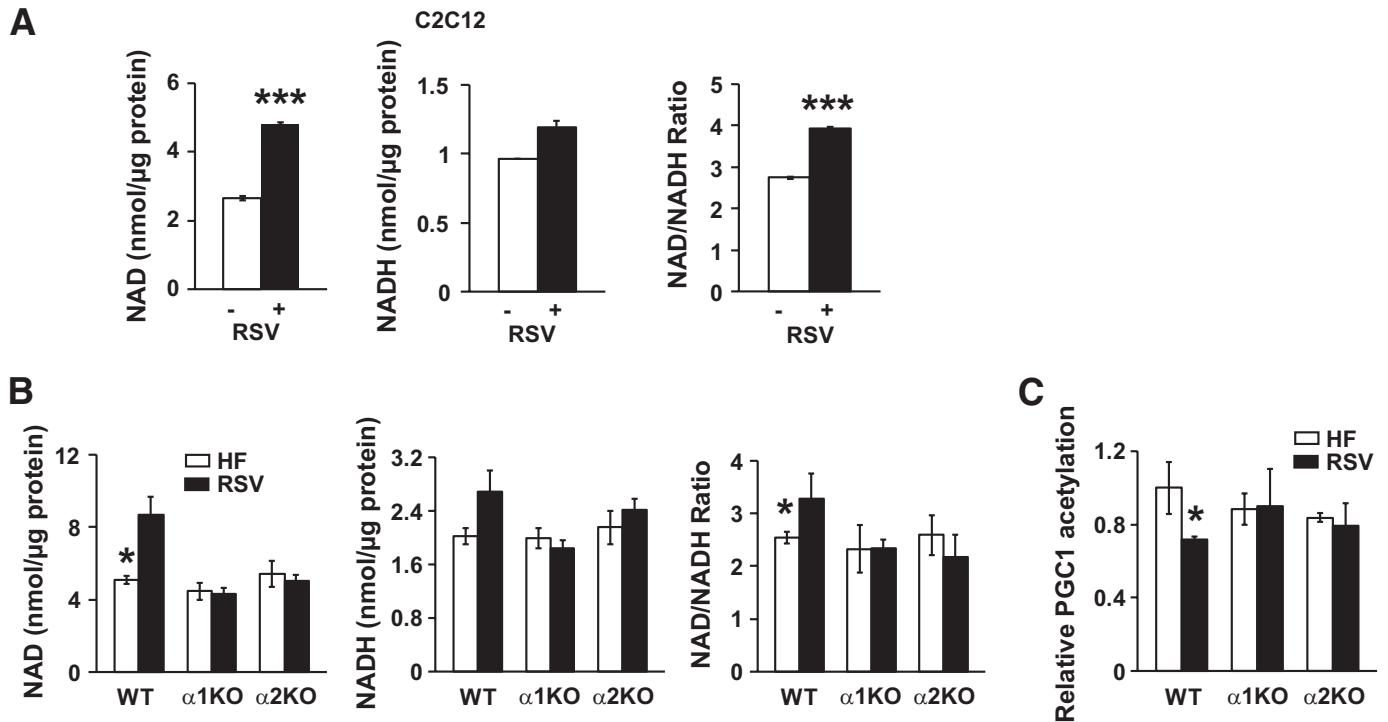 A
C2C12
NAD (nmol/µg protein)
6
4
2
0
***
- +
RSV
NADH (nmol/µg protein)
1.5
1
0.5
0
- +
RSV
NAD/NADH Ratio
5
4
3
2
1
0
***
- +
RSV
B
NAD (nmol/µg protein)
12
8
4
0
HF
RSV
*
WT α1KO α2KO
NADH (nmol/µg protein)
3.2
2.4
1.6
0.8
0
WT α1KO α2KO
NAD/NADH Ratio
4
3
2
1
0
*
WT α1KO α2KO
C
Relative PGC1 acetylation
1.2
0.8
0.4
0
HF
RSV
*
WT α1KO α2KO